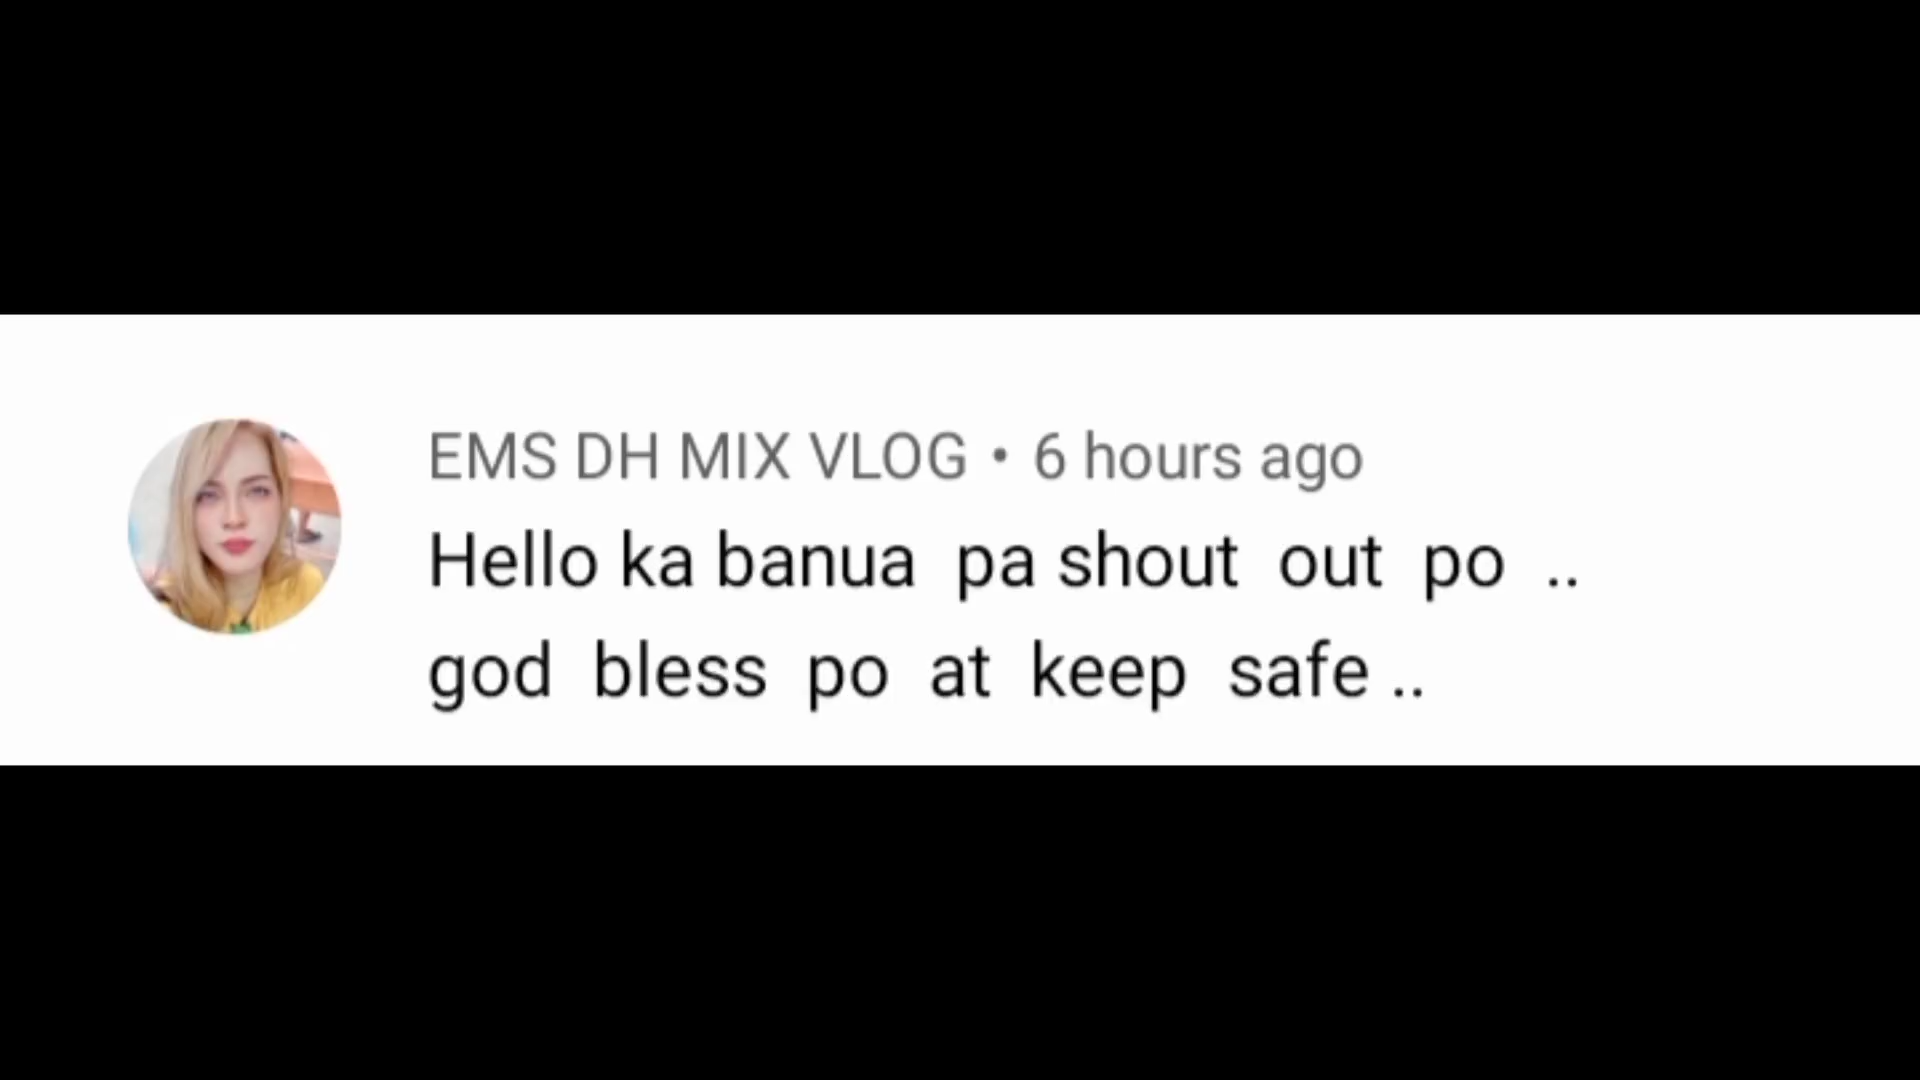 EMS DH MIX VLOG • 6 hours ago
Hello ka banua pa shout out po ..
god bless po at keep safe ..